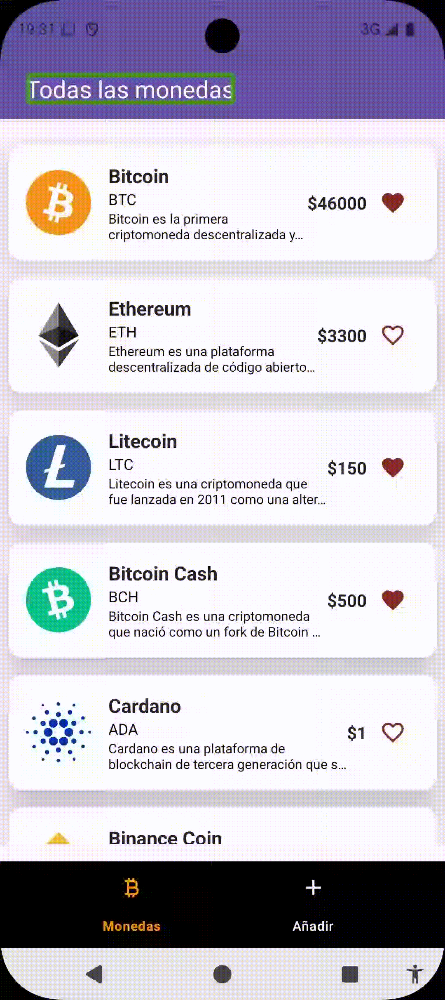 19:31 3G
Todas las monedas
Bitcoin
BTC
$46000
Bitcoin es la primera
criptomoneda descentralizada y...
Ethereum
ETH
$3300
Ethereum es una plataforma
descentralizada de código abierto...
Litecoin
LTC
$150
Litecoin es una criptomoneda que
fue lanzada en 2011 como una alter...
Bitcoin Cash
BCH
$500
Bitcoin Cash es una criptomoneda
que nació como un fork de Bitcoin ...
Cardano
ADA
$1
Cardano es una plataforma de
blockchain de tercera generación que s...
Binance Coin
Monedas Añadir